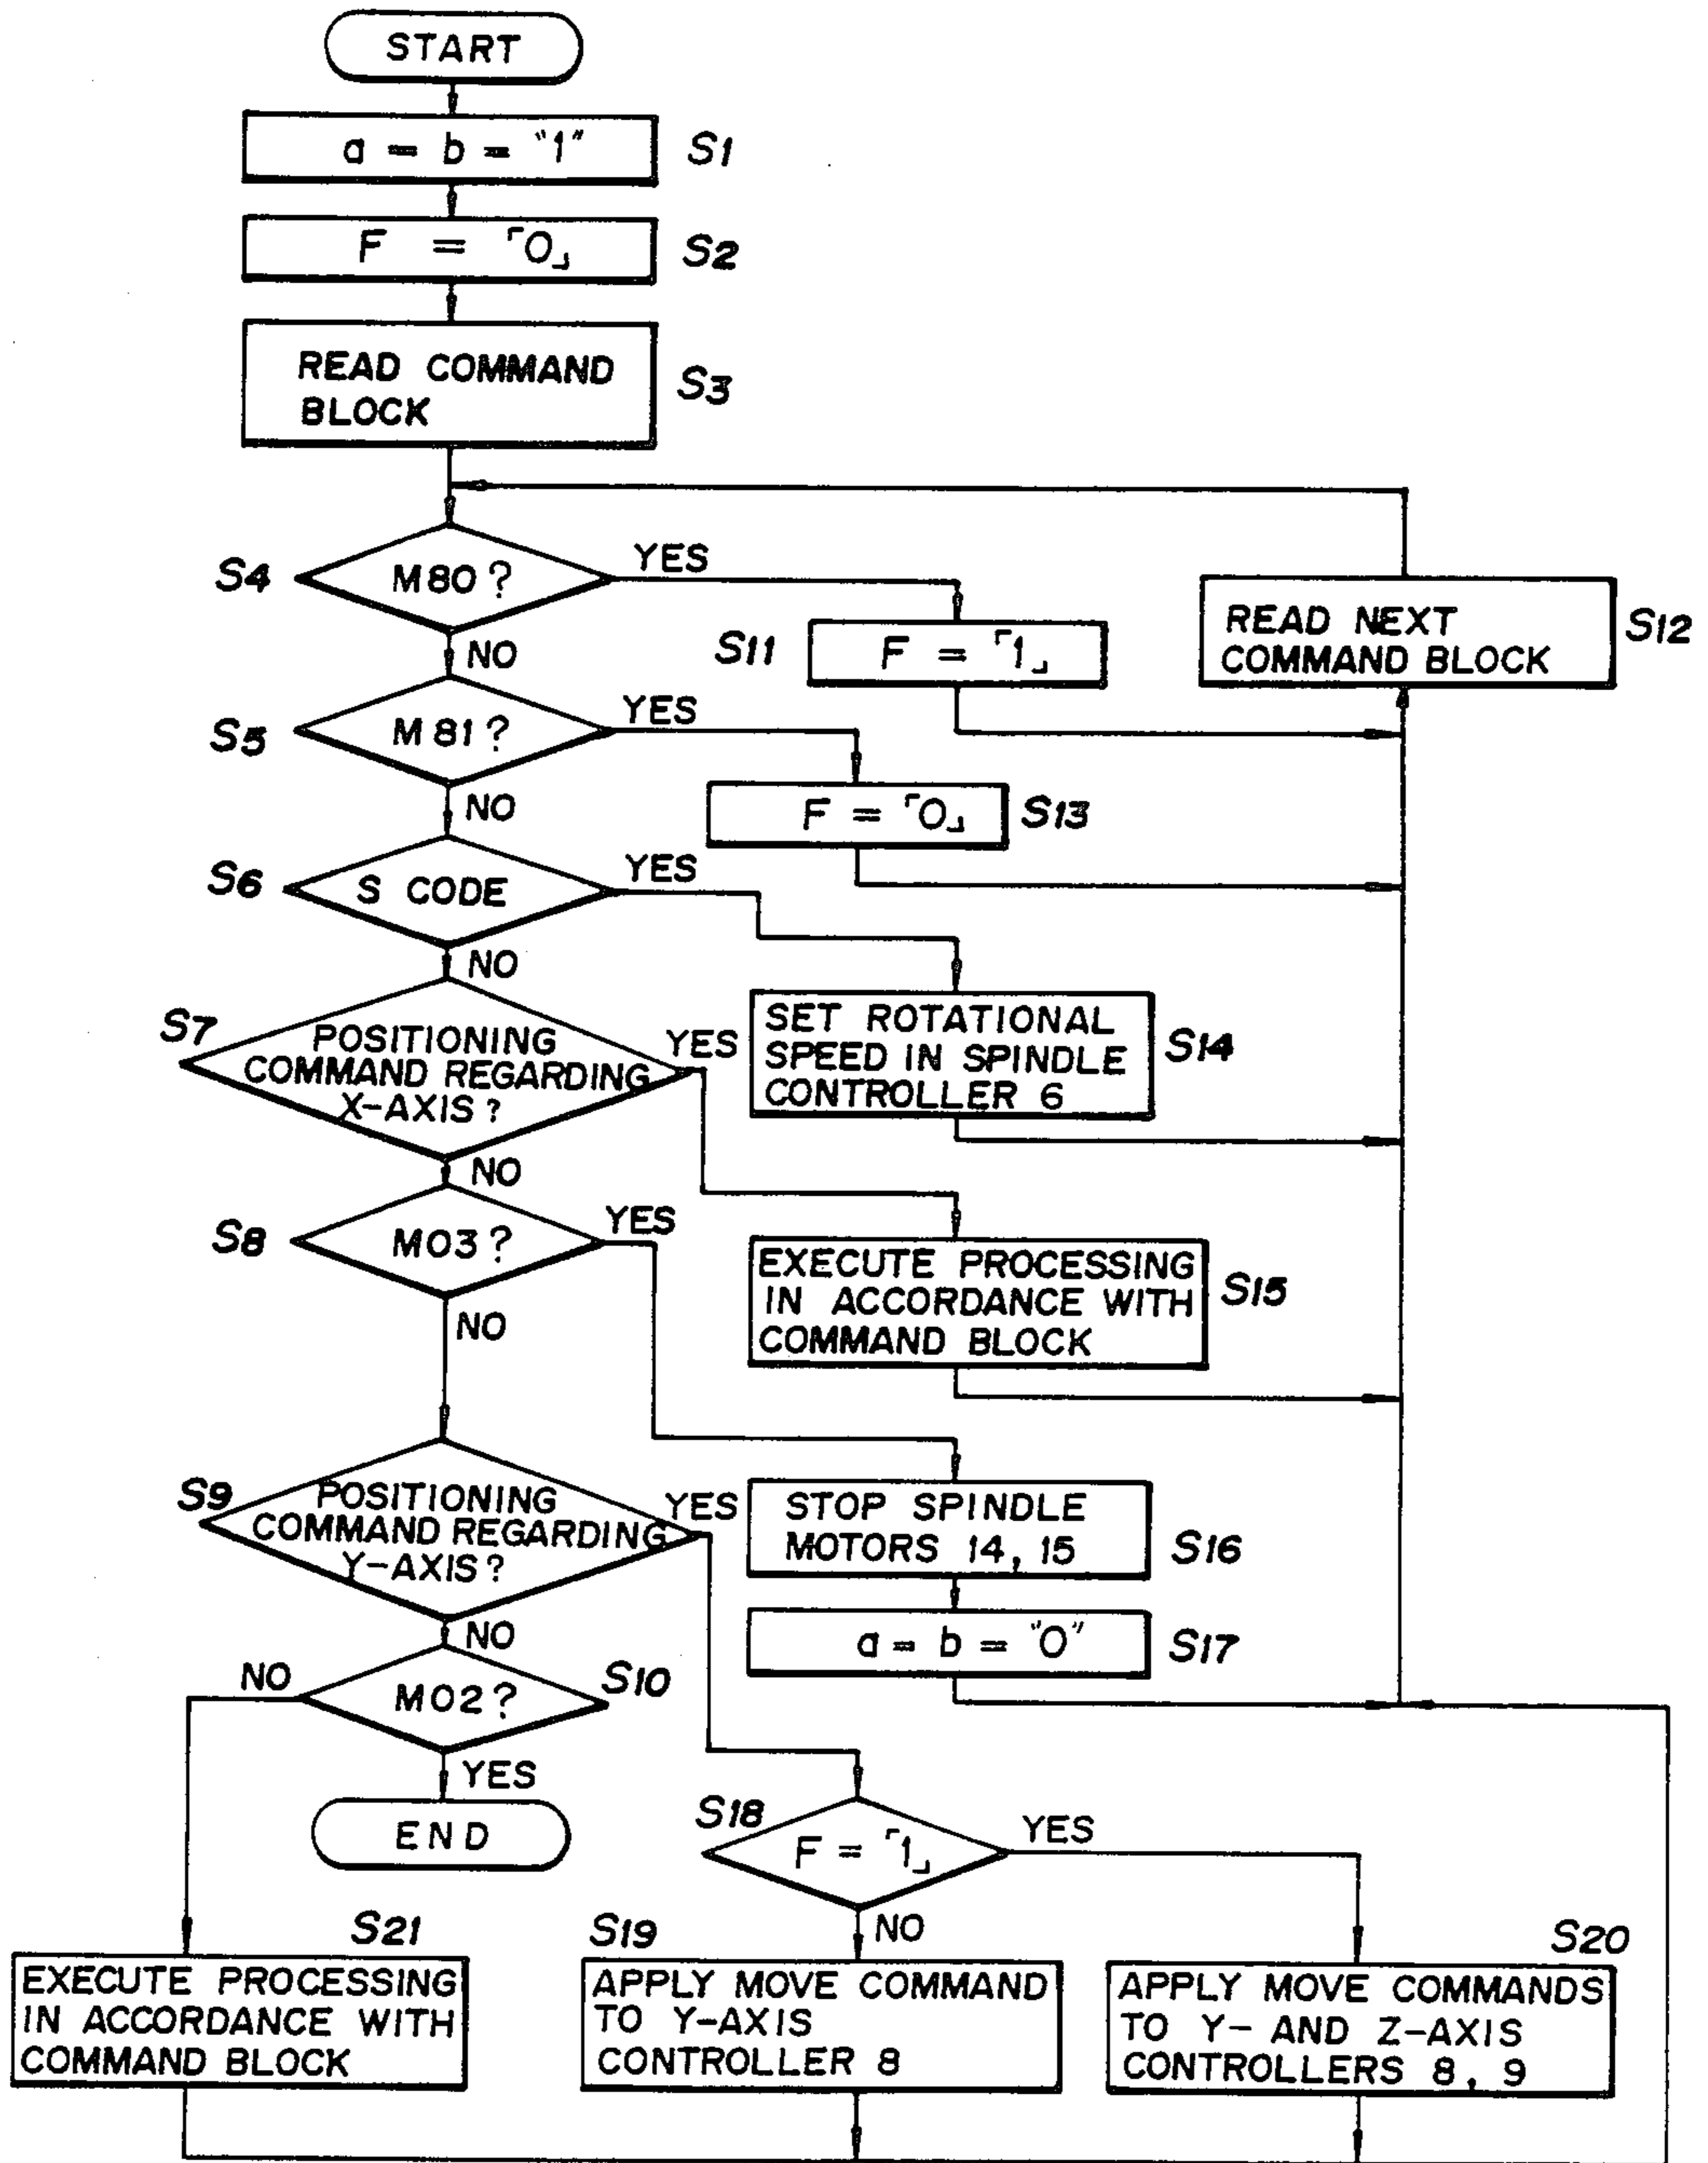 START
a = b = "1"
S1
F = 「0」
S2
READ COMMAND
BLOCK
S3
S4
M80?
YES
NO
S11
F = 「1」
READ NEXT
COMMAND BLOCK
S12
S5
M81?
YES
NO
F = 「0」
S13
S6
S CODE
YES
NO
SET ROTATIONAL
SPEED IN SPINDLE
CONTROLLER 6
S14
S7
POSITIONING
COMMAND REGARDING
X-AXIS?
YES
NO
S8
M03?
YES
NO
EXECUTE PROCESSING
IN ACCORDANCE WITH
COMMAND BLOCK
S15
S9
POSITIONING
COMMAND REGARDING
Y-AXIS?
YES
NO
STOP SPINDLE
MOTORS 14, 15
S16
a = b = "0"
S17
NO
M02?
S10
YES
END
S18
F = 「1」
YES
NO
S21
EXECUTE PROCESSING
IN ACCORDANCE WITH
COMMAND BLOCK
S19
APPLY MOVE COMMAND
TO Y-AXIS
CONTROLLER 8
S20
APPLY MOVE COMMANDS
TO Y- AND Z-AXIS
CONTROLLERS 8, 9